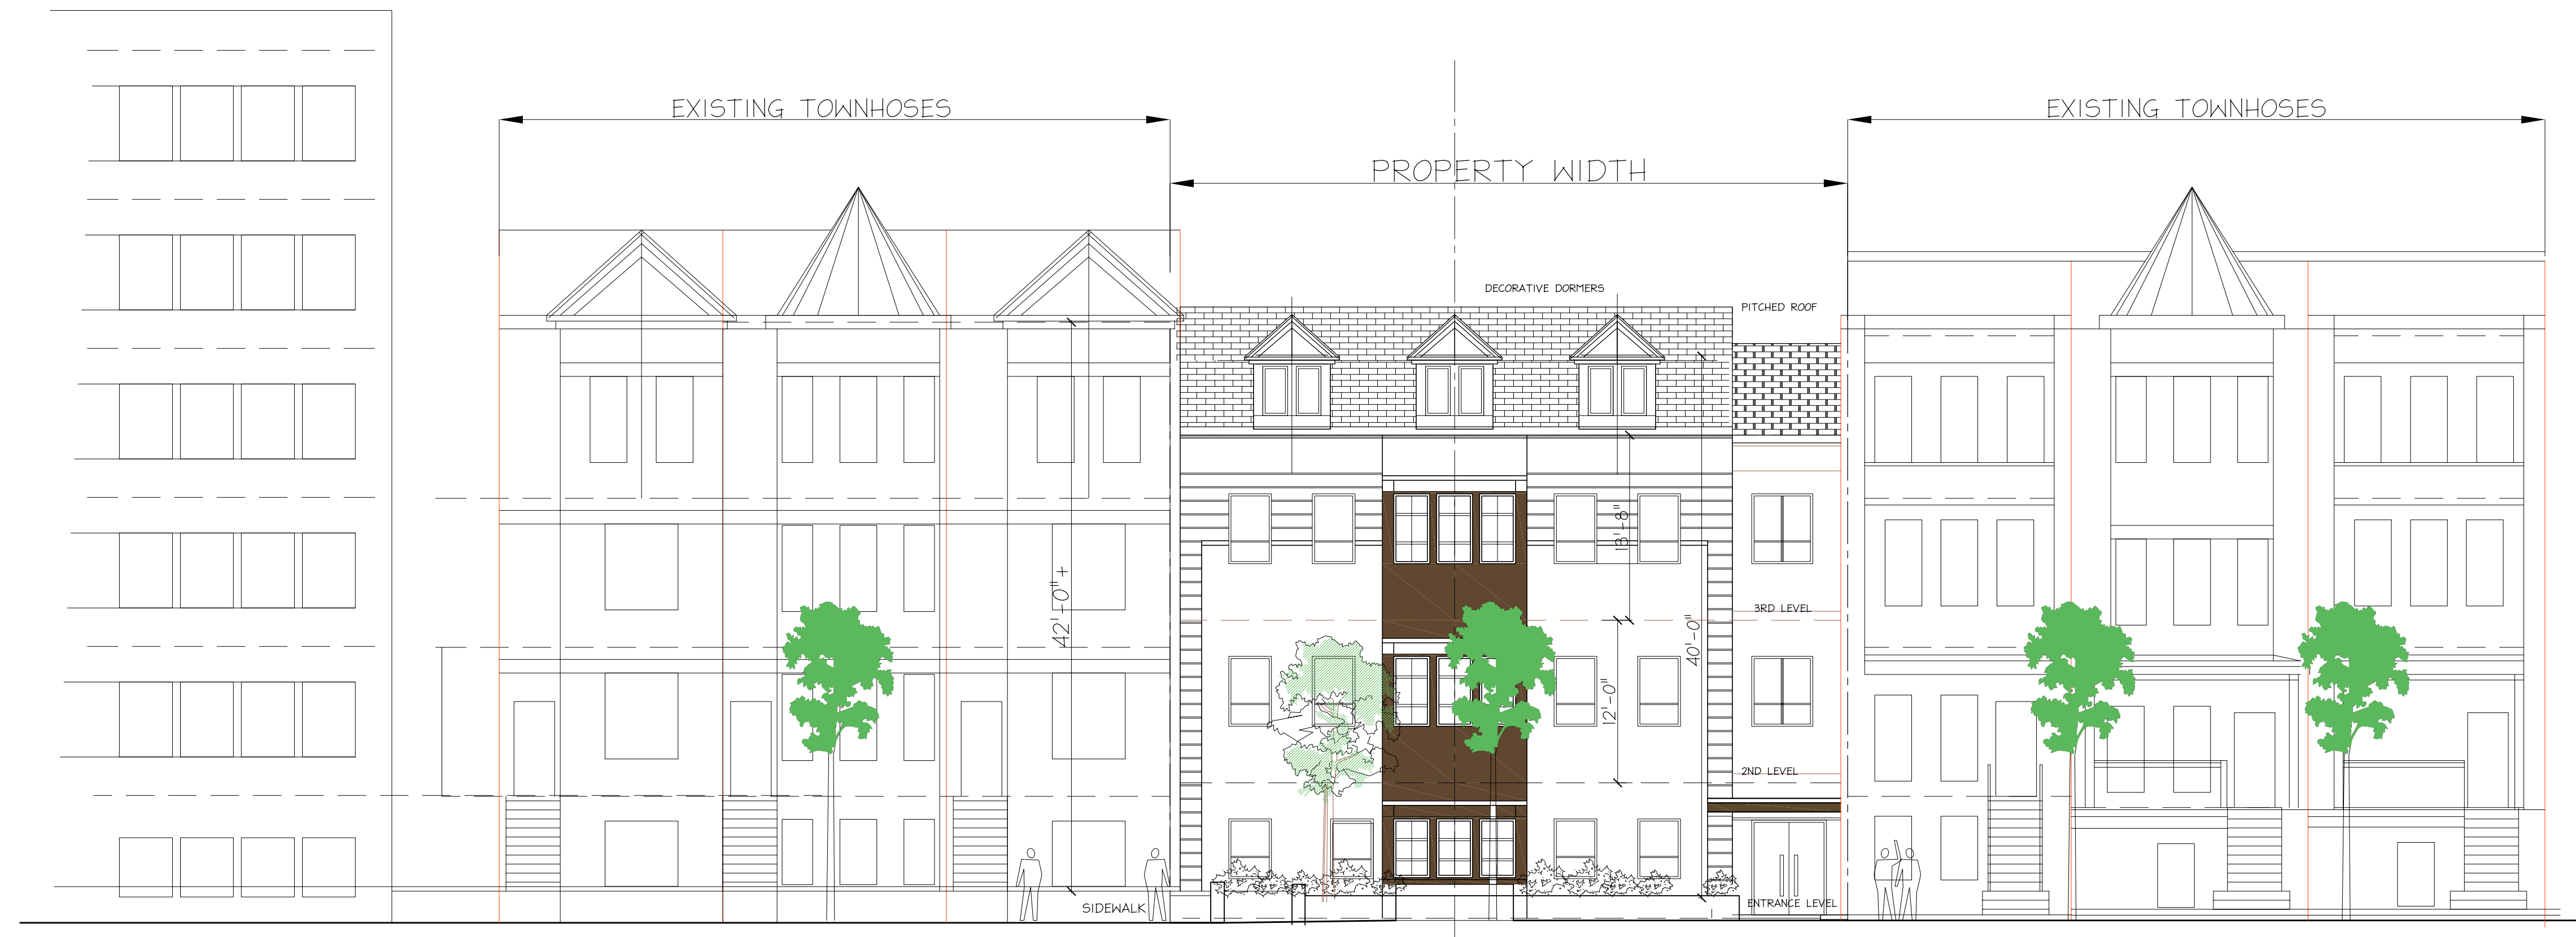 EXISTING TOWNHOSES
EXISTING TOWNHOSES
PROPERTY WIDTH
DECORATIVE DORMERS
PITCHED ROOF
13'-8"
42'-0"+
3RD LEVEL
40'-0"
12'-0"
2ND LEVEL
SIDEWALK
ENTRANCE LEVEL